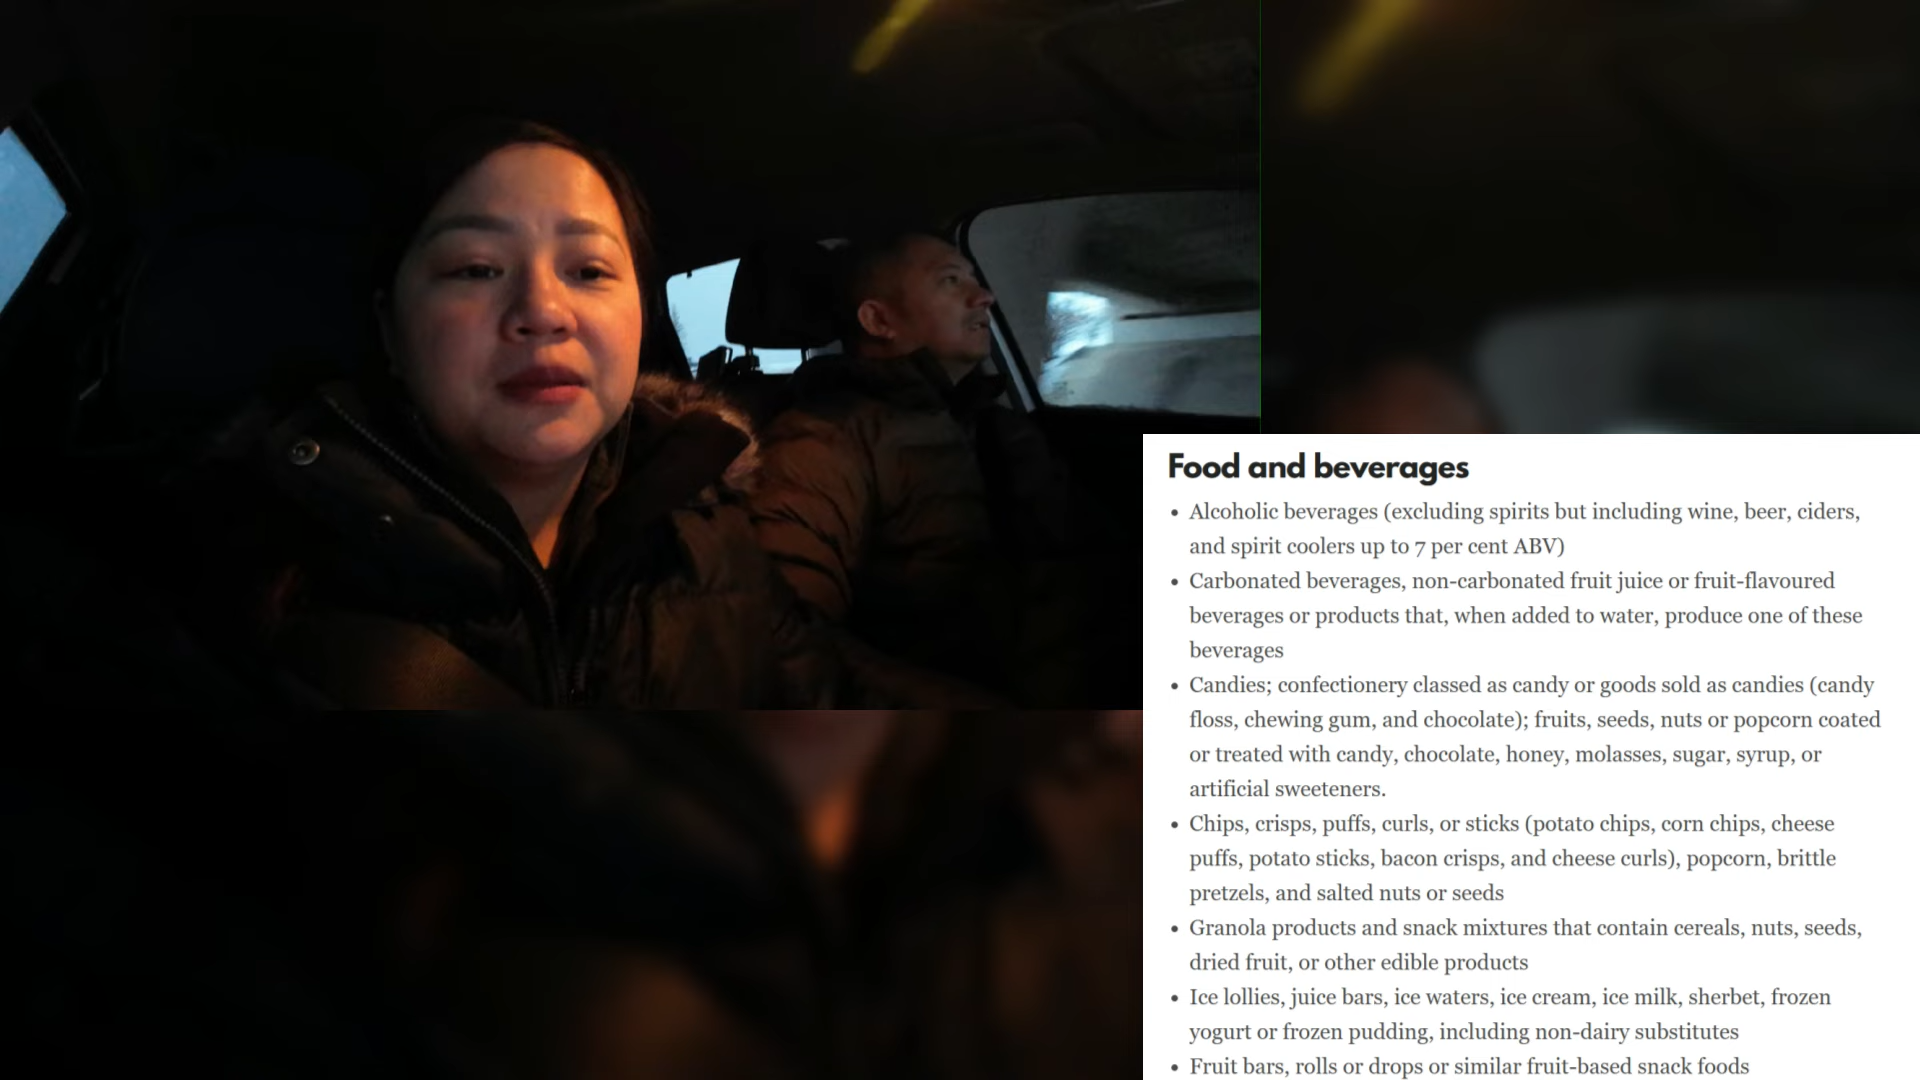 Food and beverages
• Alcoholic beverages (excluding spirits but including wine, beer, ciders,
and spirit coolers up to 7 per cent ABV)
• Carbonated beverages, non-carbonated fruit juice or fruit-flavoured
beverages or products that, when added to water, produce one of these
beverages
• Candies; confectionery classed as candy or goods sold as candies (candy
floss, chewing gum, and chocolate); fruits, seeds, nuts or popcorn coated
or treated with candy, chocolate, honey, molasses, sugar, syrup, or
artificial sweeteners.
• Chips, crisps, puffs, curls, or sticks (potato chips, corn chips, cheese
puffs, potato sticks, bacon crisps, and cheese curls), popcorn, brittle
pretzels, and salted nuts or seeds
• Granola products and snack mixtures that contain cereals, nuts, seeds,
dried fruit, or other edible products
• Ice lollies, juice bars, ice waters, ice cream, ice milk, sherbet, frozen
yogurt or frozen pudding, including non-dairy substitutes
• Fruit bars, rolls or drops or similar fruit-based snack foods